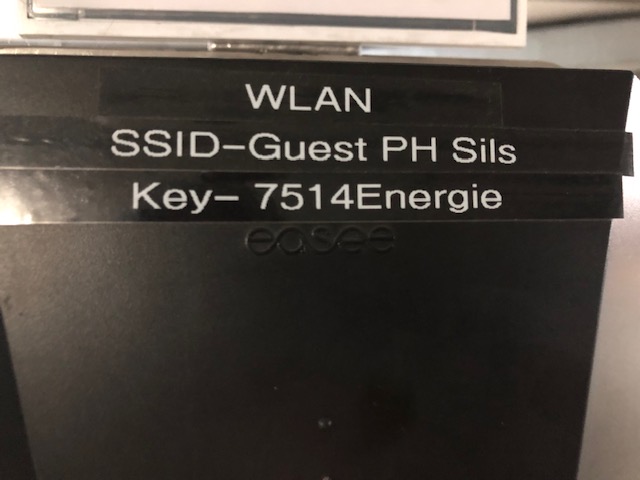 WLAN
SSID-Guest PH Sils
Key- 7514Energie
easee